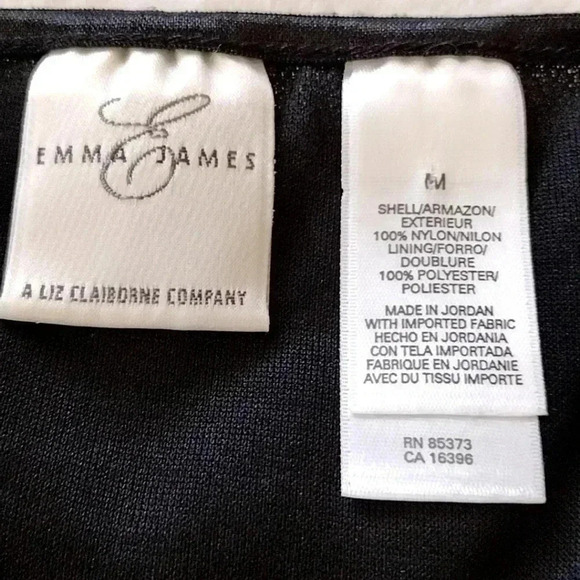 E
EMMA JAMES
A LIZ CLAIBORNE COMPANY
M
SHELL/ARMAZON/
EXTERIEUR
100% NYLON/NILON
LINING/FORRO/
DOUBLURE
100% POLYESTER/
POLIESTER
MADE IN JORDAN
WITH IMPORTED FABRIC
HECHO EN JORDANIA
CON TELA IMPORTADA
FABRIQUE EN JORDANIE
AVEC DU TISSU IMPORTE
RN 85373
CA 16396